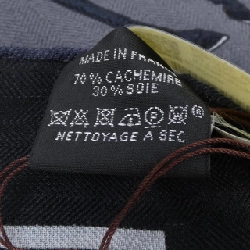 MADE IN FRANCE
70 % CACHEMIRE
30 % SOIE
NETTOYAGE A SEC